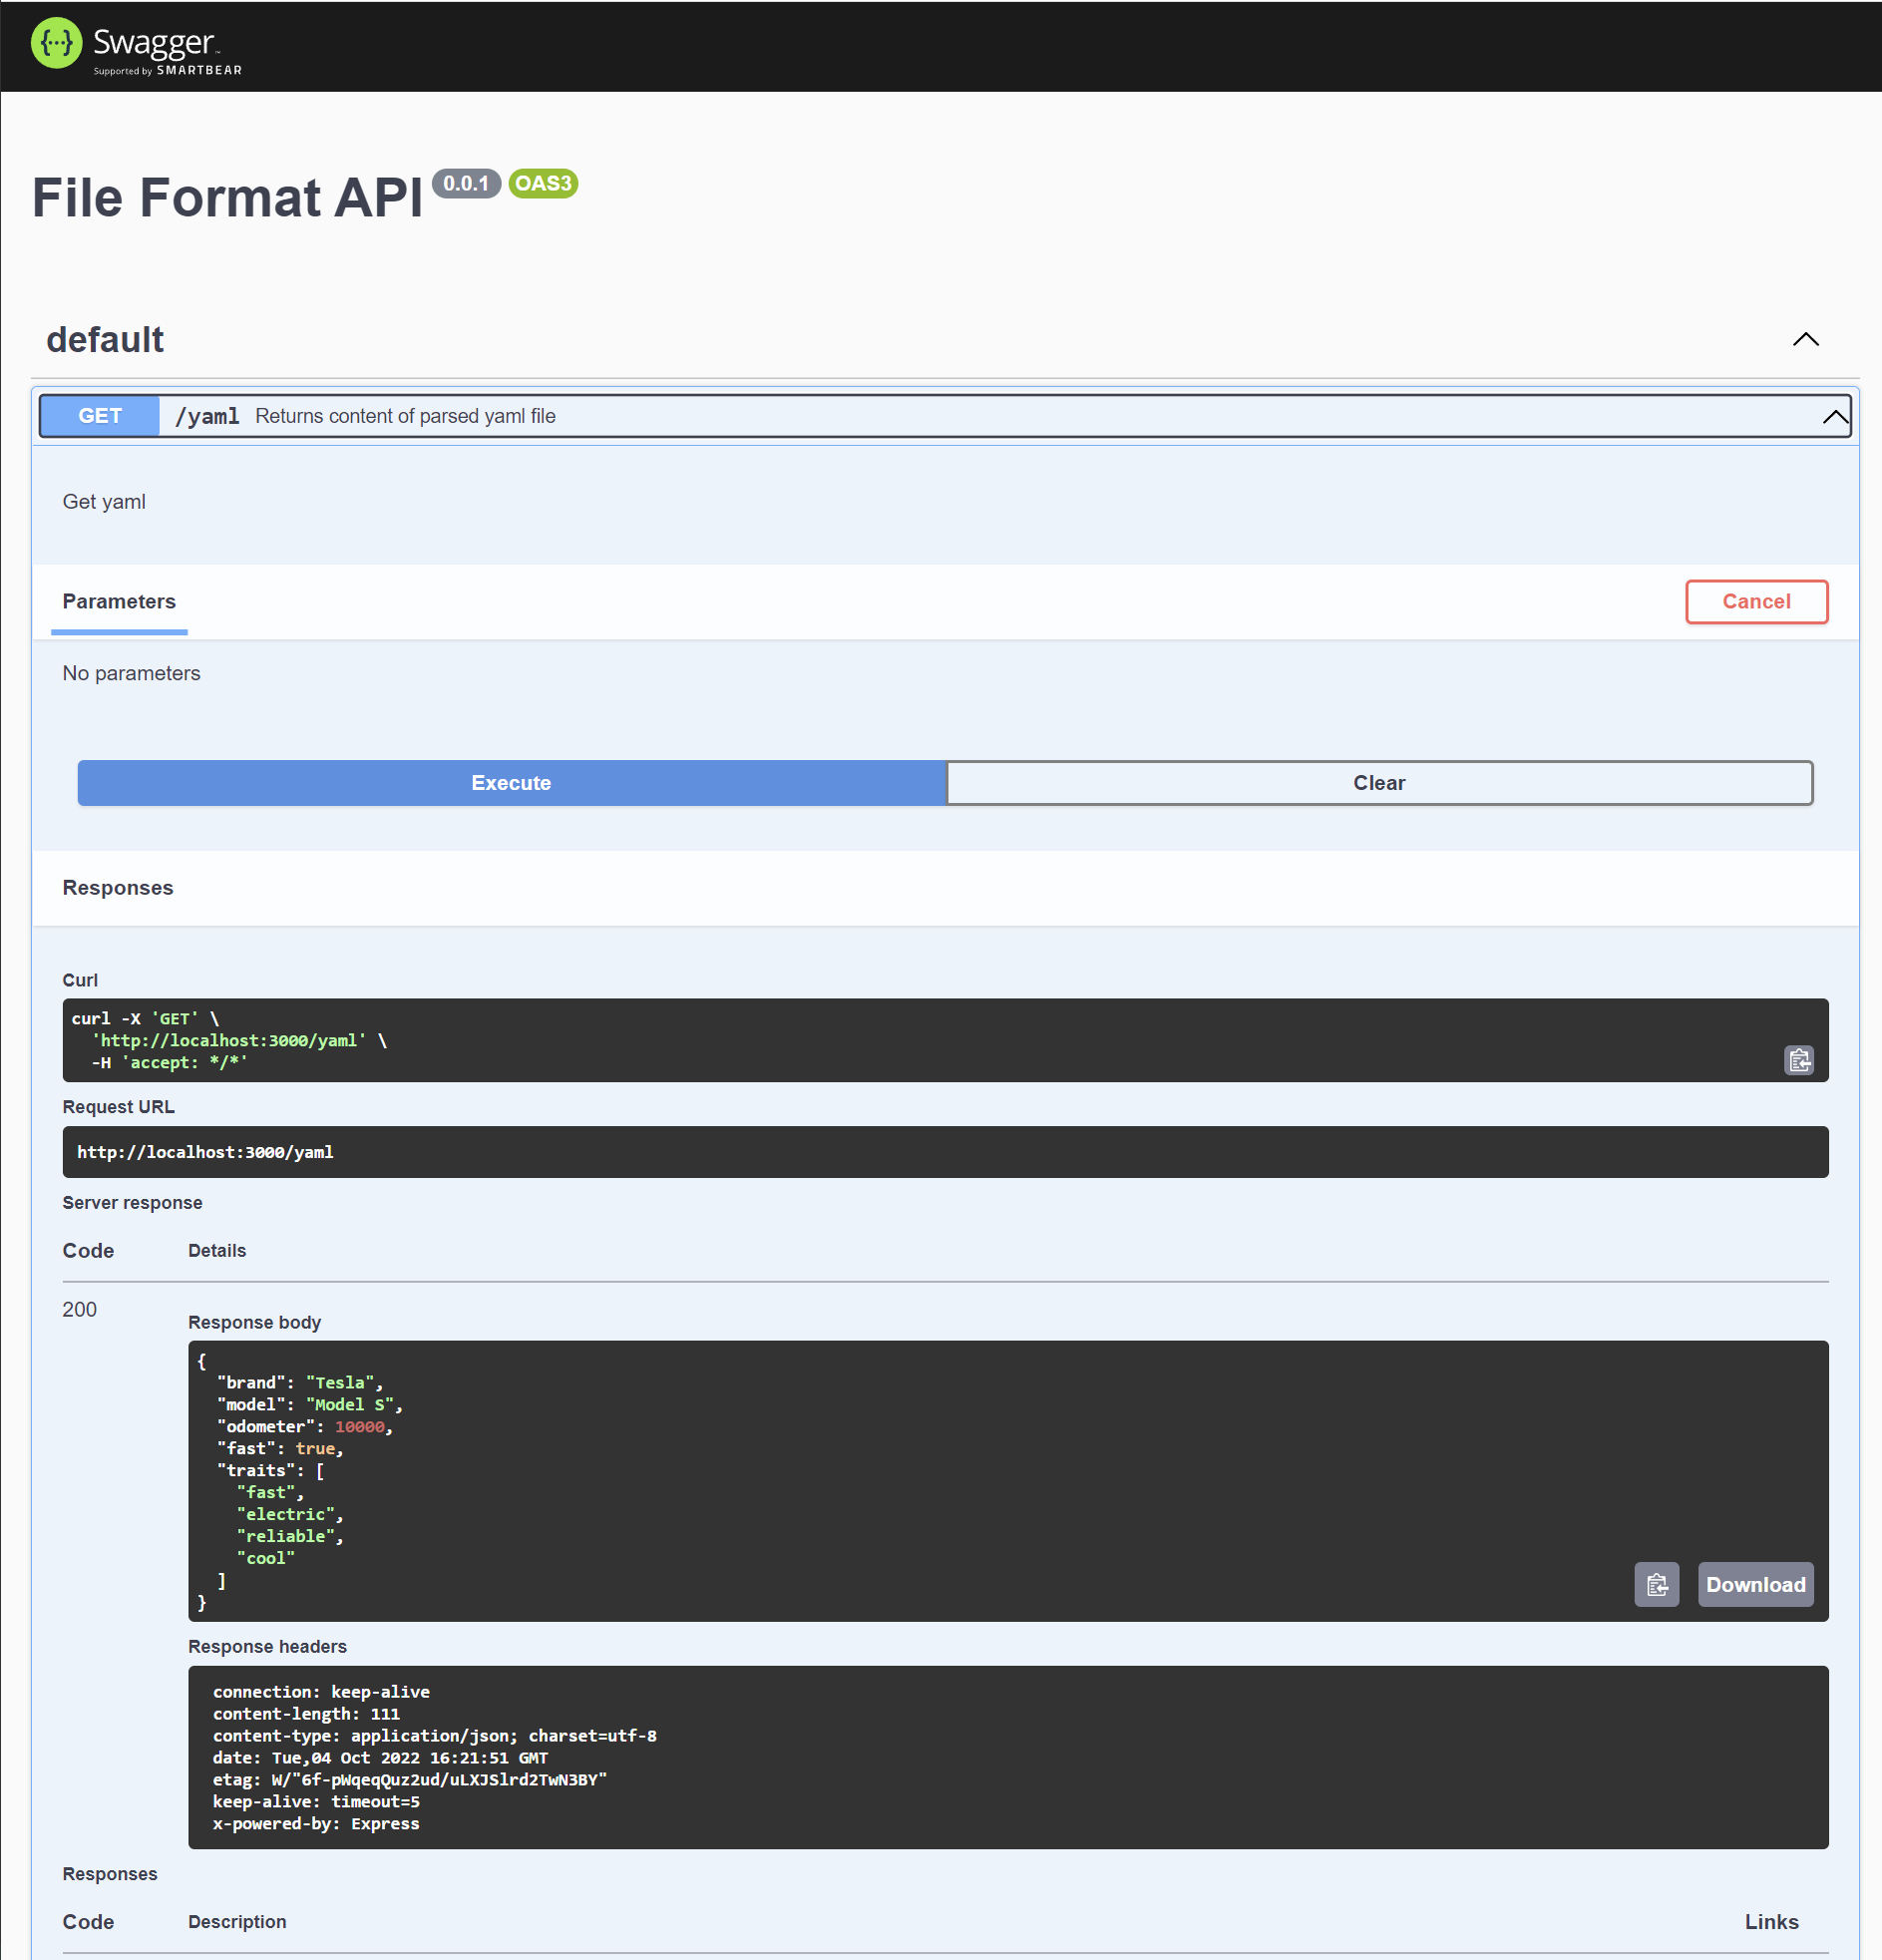 Swagger™
Supported by SMARTBEAR
File Format API 0.0.1 OAS3
default
GET /yaml Returns content of parsed yaml file
Get yaml
Parameters Cancel
No parameters
Execute Clear
Responses
Curl
curl -X 'GET' \
  'http://localhost:3000/yaml' \
  -H 'accept: */*'
Request URL
http://localhost:3000/yaml
Server response
Code Details
200
Response body
{
  "brand": "Tesla",
  "model": "Model S",
  "odometer": 10000,
  "fast": true,
  "traits": [
    "fast",
    "electric",
    "reliable",
    "cool"
  ]
}
Download
Response headers
connection: keep-alive
content-length: 111
content-type: application/json; charset=utf-8
date: Tue,04 Oct 2022 16:21:51 GMT
etag: W/"6f-pWqeqQuz2ud/uLXJSlrd2TwN3BY"
keep-alive: timeout=5
x-powered-by: Express
Responses
Code Description Links